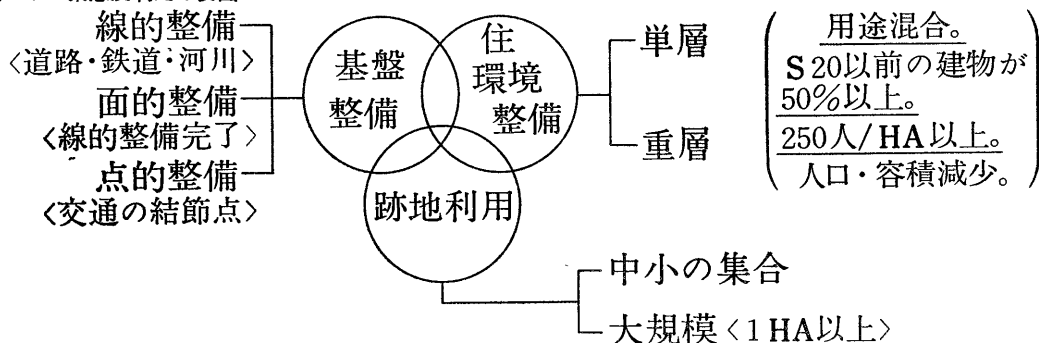 線的整備
〈道路・鉄道・河川〉
面的整備
〈線的整備完了〉
点的整備
〈交通の結節点〉
基盤
整備
住
環境
整備
跡地利用
単層
重層
用途混合。
S20以前の建物が
50%以上。
250人/HA以上。
人口・容積減少。
中小の集合
大規模〈1HA以上〉